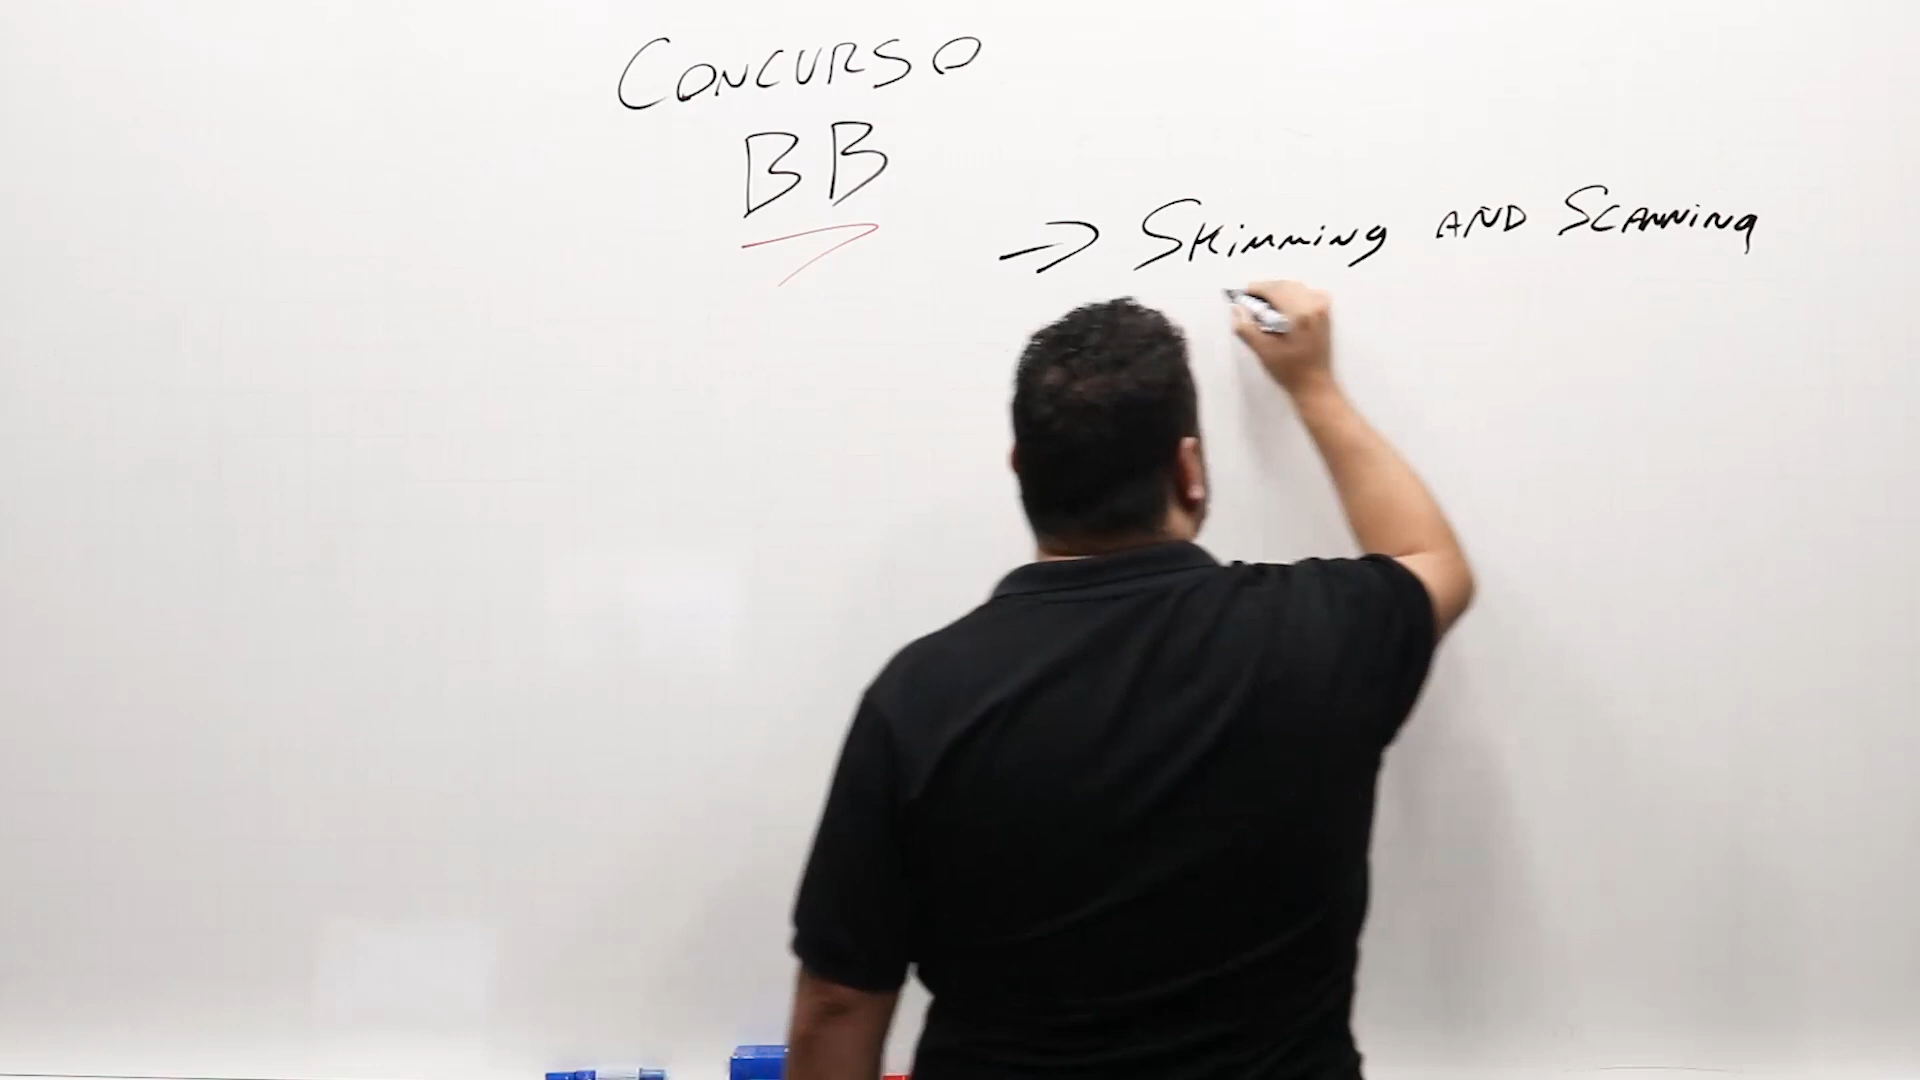 CONCURSO
BB
→ SKimming AND SCANNiNg